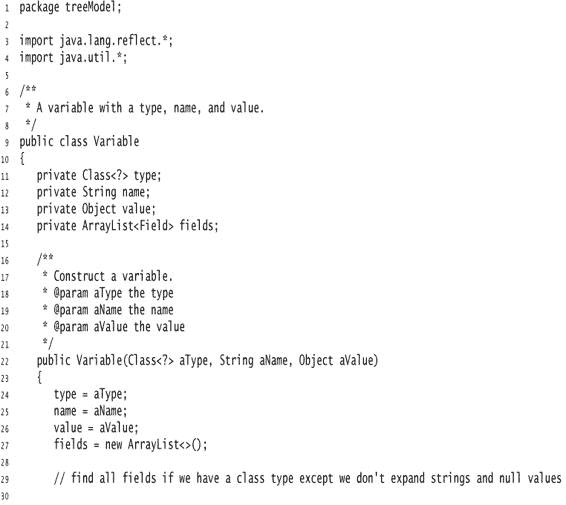 1 package treeModel;
2
3 import java.lang.reflect.*;
4 import java.util.*;
5
6 /**
7  * A variable with a type, name, and value.
8  */
9 public class Variable
10 {
11    private Class<?> type;
12    private String name;
13    private Object value;
14    private ArrayList<Field> fields;
15
16    /**
17     * Construct a variable.
18     * @param aType the type
19     * @param aName the name
20     * @param aValue the value
21     */
22    public Variable(Class<?> aType, String aName, Object aValue)
23    {
24       type = aType;
25       name = aName;
26       value = aValue;
27       fields = new ArrayList<>();
28
29       // find all fields if we have a class type except we don't expand strings and null values
30